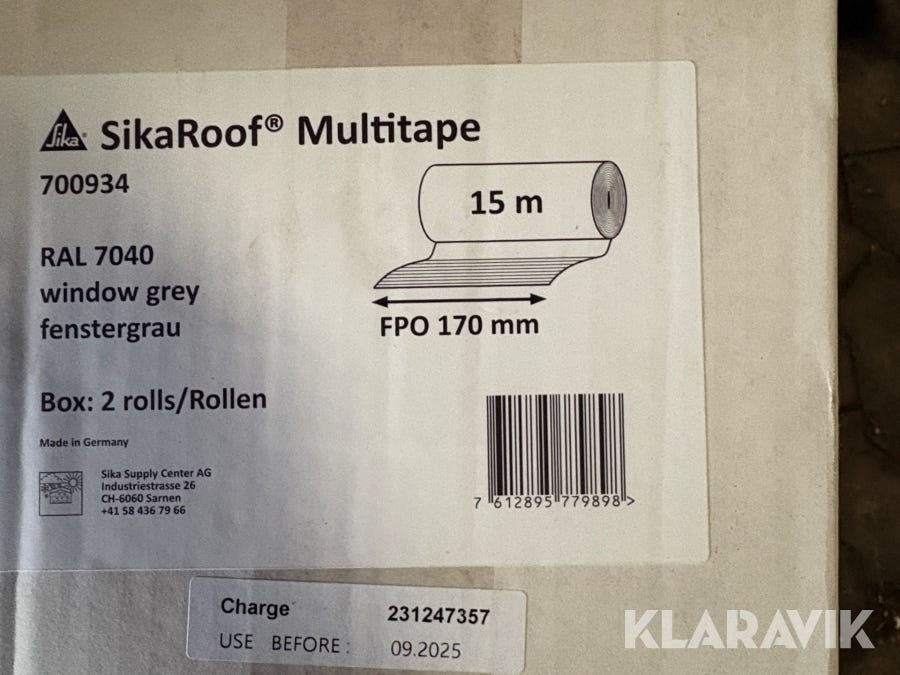 Sika® SikaRoof® Multitape
700934
15 m
RAL 7040
window grey
fenstergrau
FPO 170 mm
Box: 2 rolls/Rollen
Made in Germany
Sika Supply Center AG
Industriestrasse 26
CH-6060 Sarnen
+41 58 436 79 66
7 612895 779898 >
Charge 231247357
USE BEFORE: 09.2025
KLARAVIK